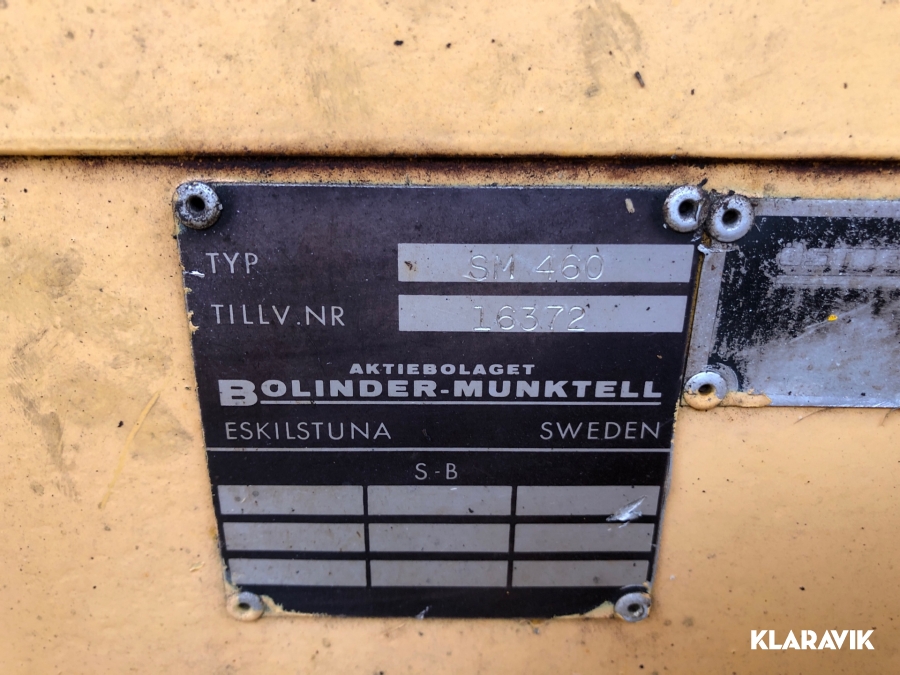 TYP SM 460
TILLV.NR 16372
AKTIEBOLAGET
BOLINDER-MUNKTELL
ESKILSTUNA SWEDEN
S-B
KLARAVIK